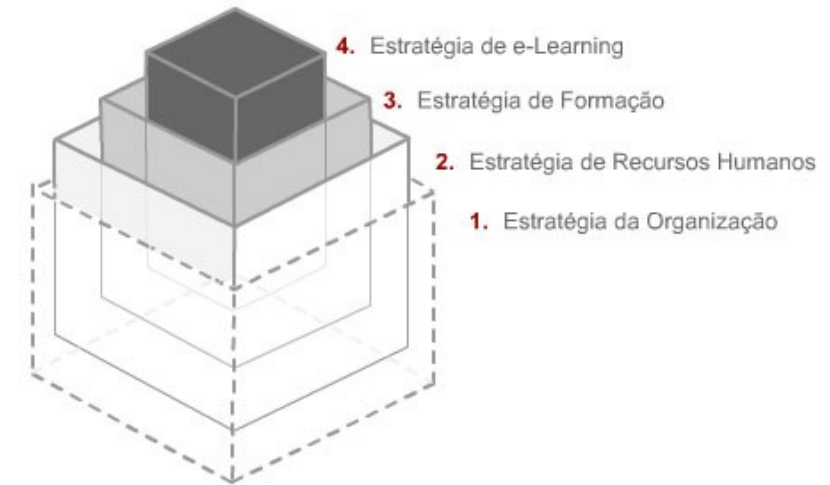 4. Estratégia de e-Learning
3. Estratégia de Formação
2. Estratégia de Recursos Humanos
1. Estratégia da Organização